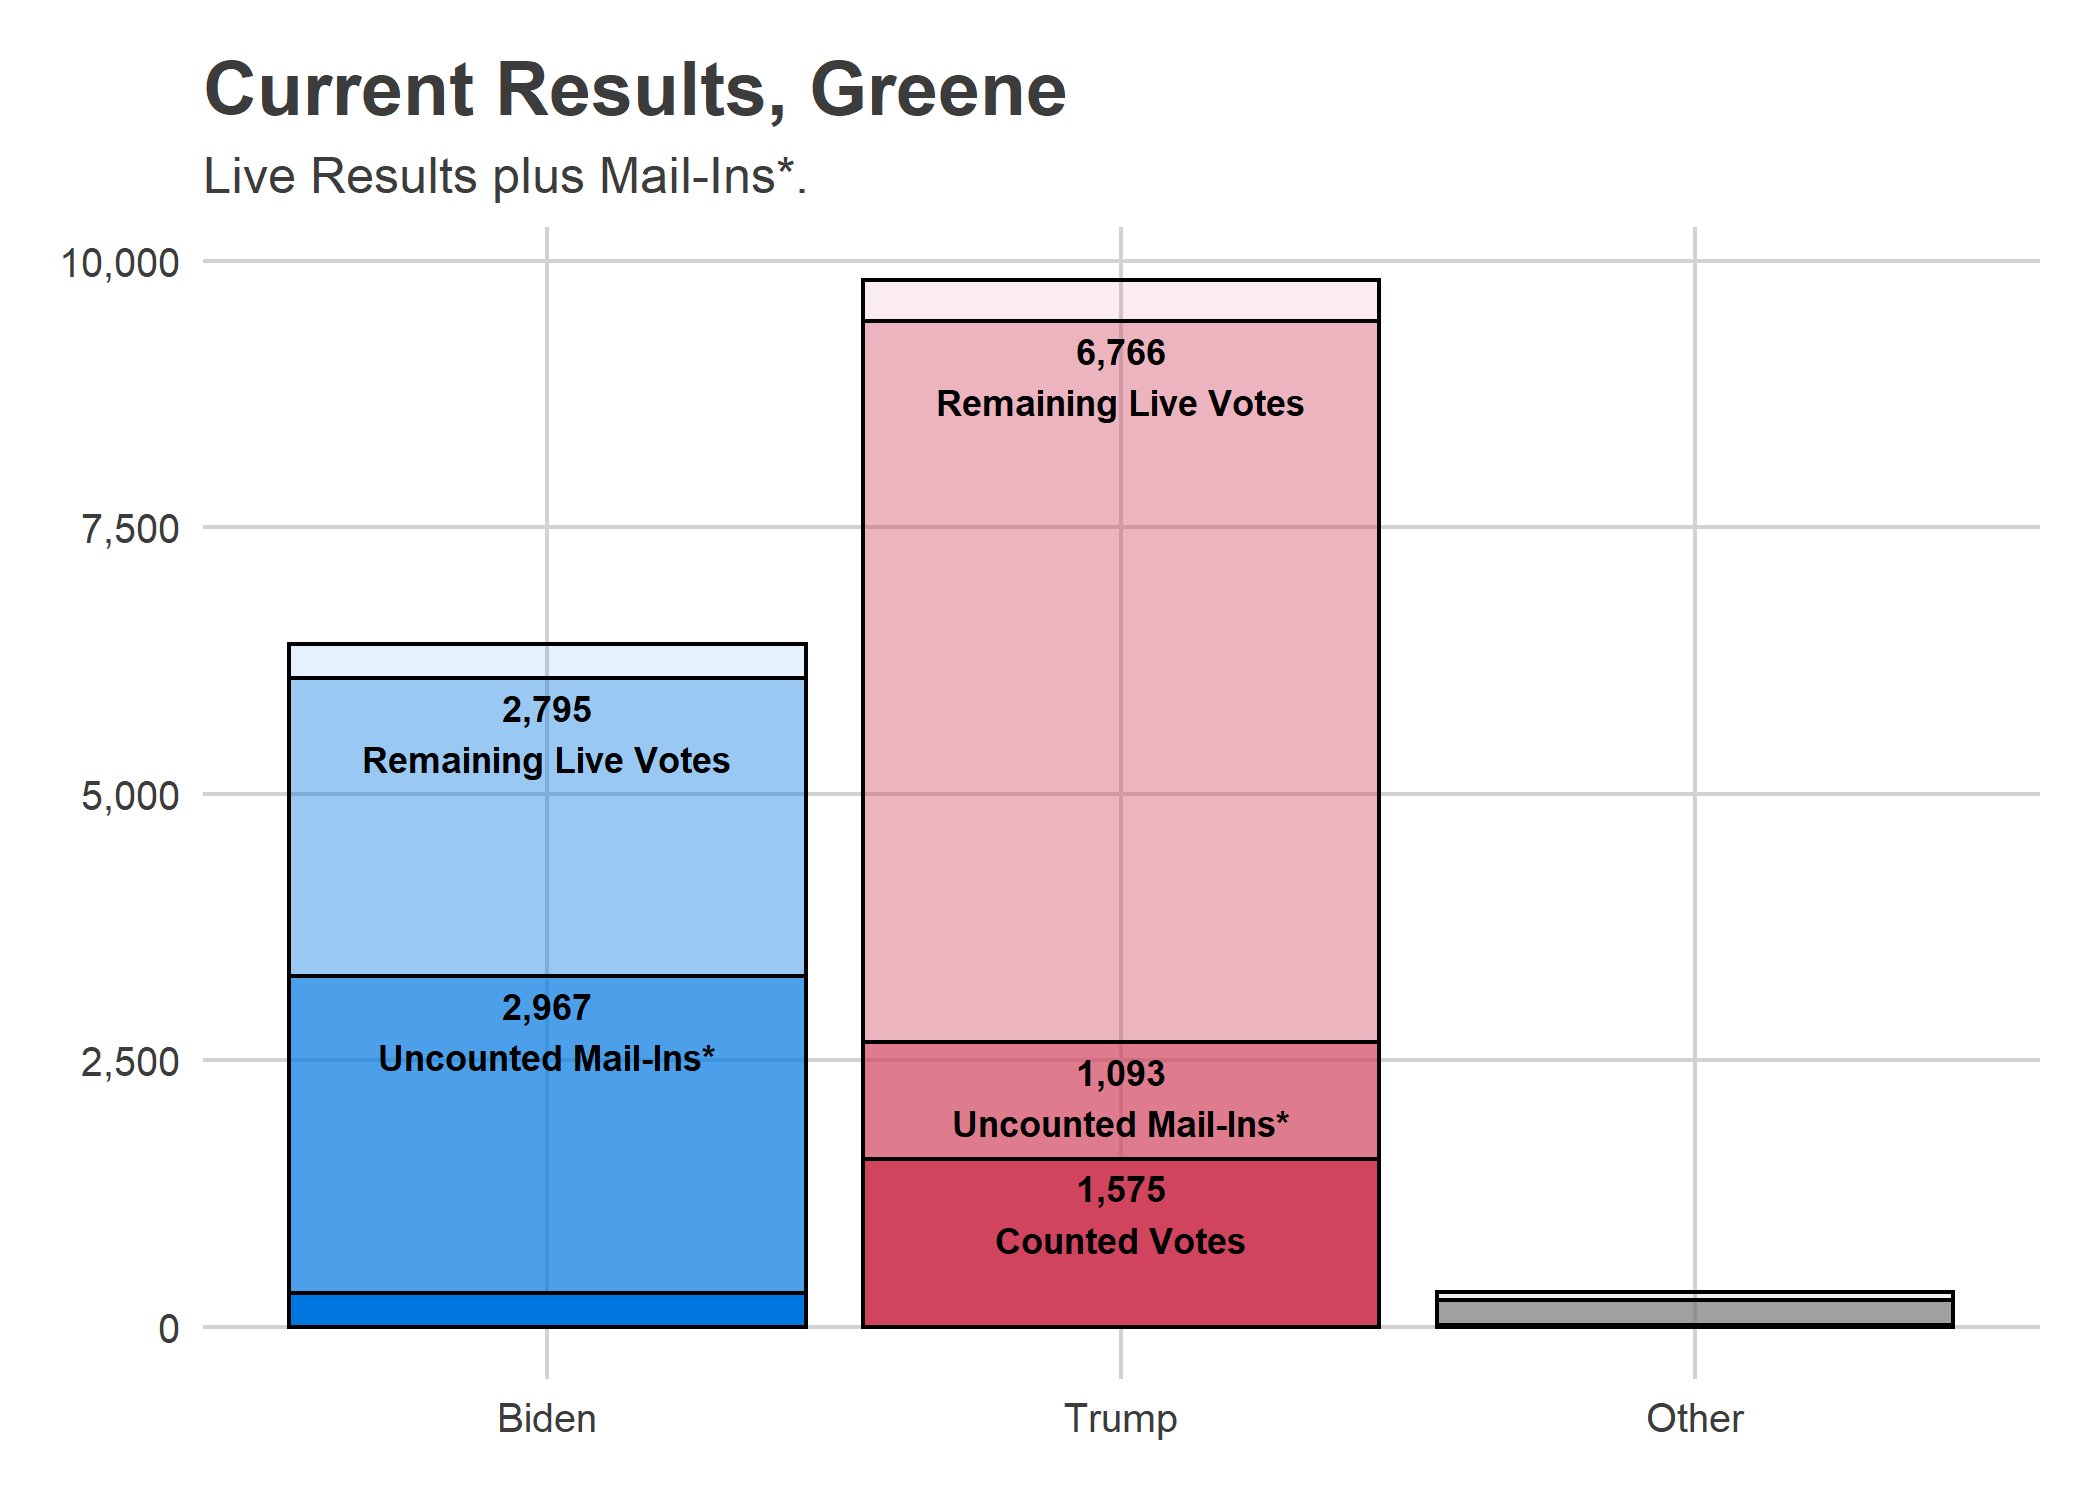 Current Results, Greene
Live Results plus Mail-Ins*.
10,000
7,500
5,000
2,500
0
2,795
Remaining Live Votes
2,967
Uncounted Mail-Ins*
6,766
Remaining Live Votes
1,093
Uncounted Mail-Ins*
1,575
Counted Votes
Biden
Trump
Other